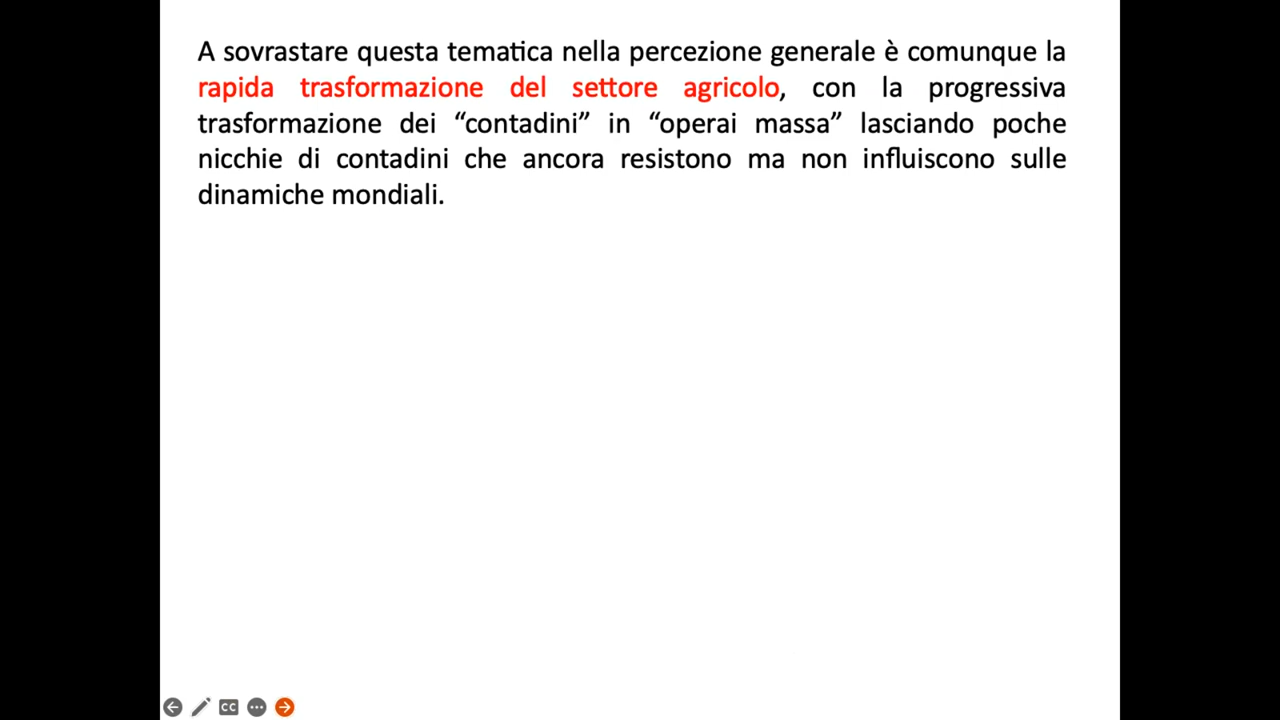 A sovrastare questa tematica nella percezione generale è comunque la
rapida trasformazione del settore agricolo, con la progressiva
trasformazione dei “contadini” in “operai massa” lasciando poche
nicchie di contadini che ancora resistono ma non influiscono sulle
dinamiche mondiali.
CC